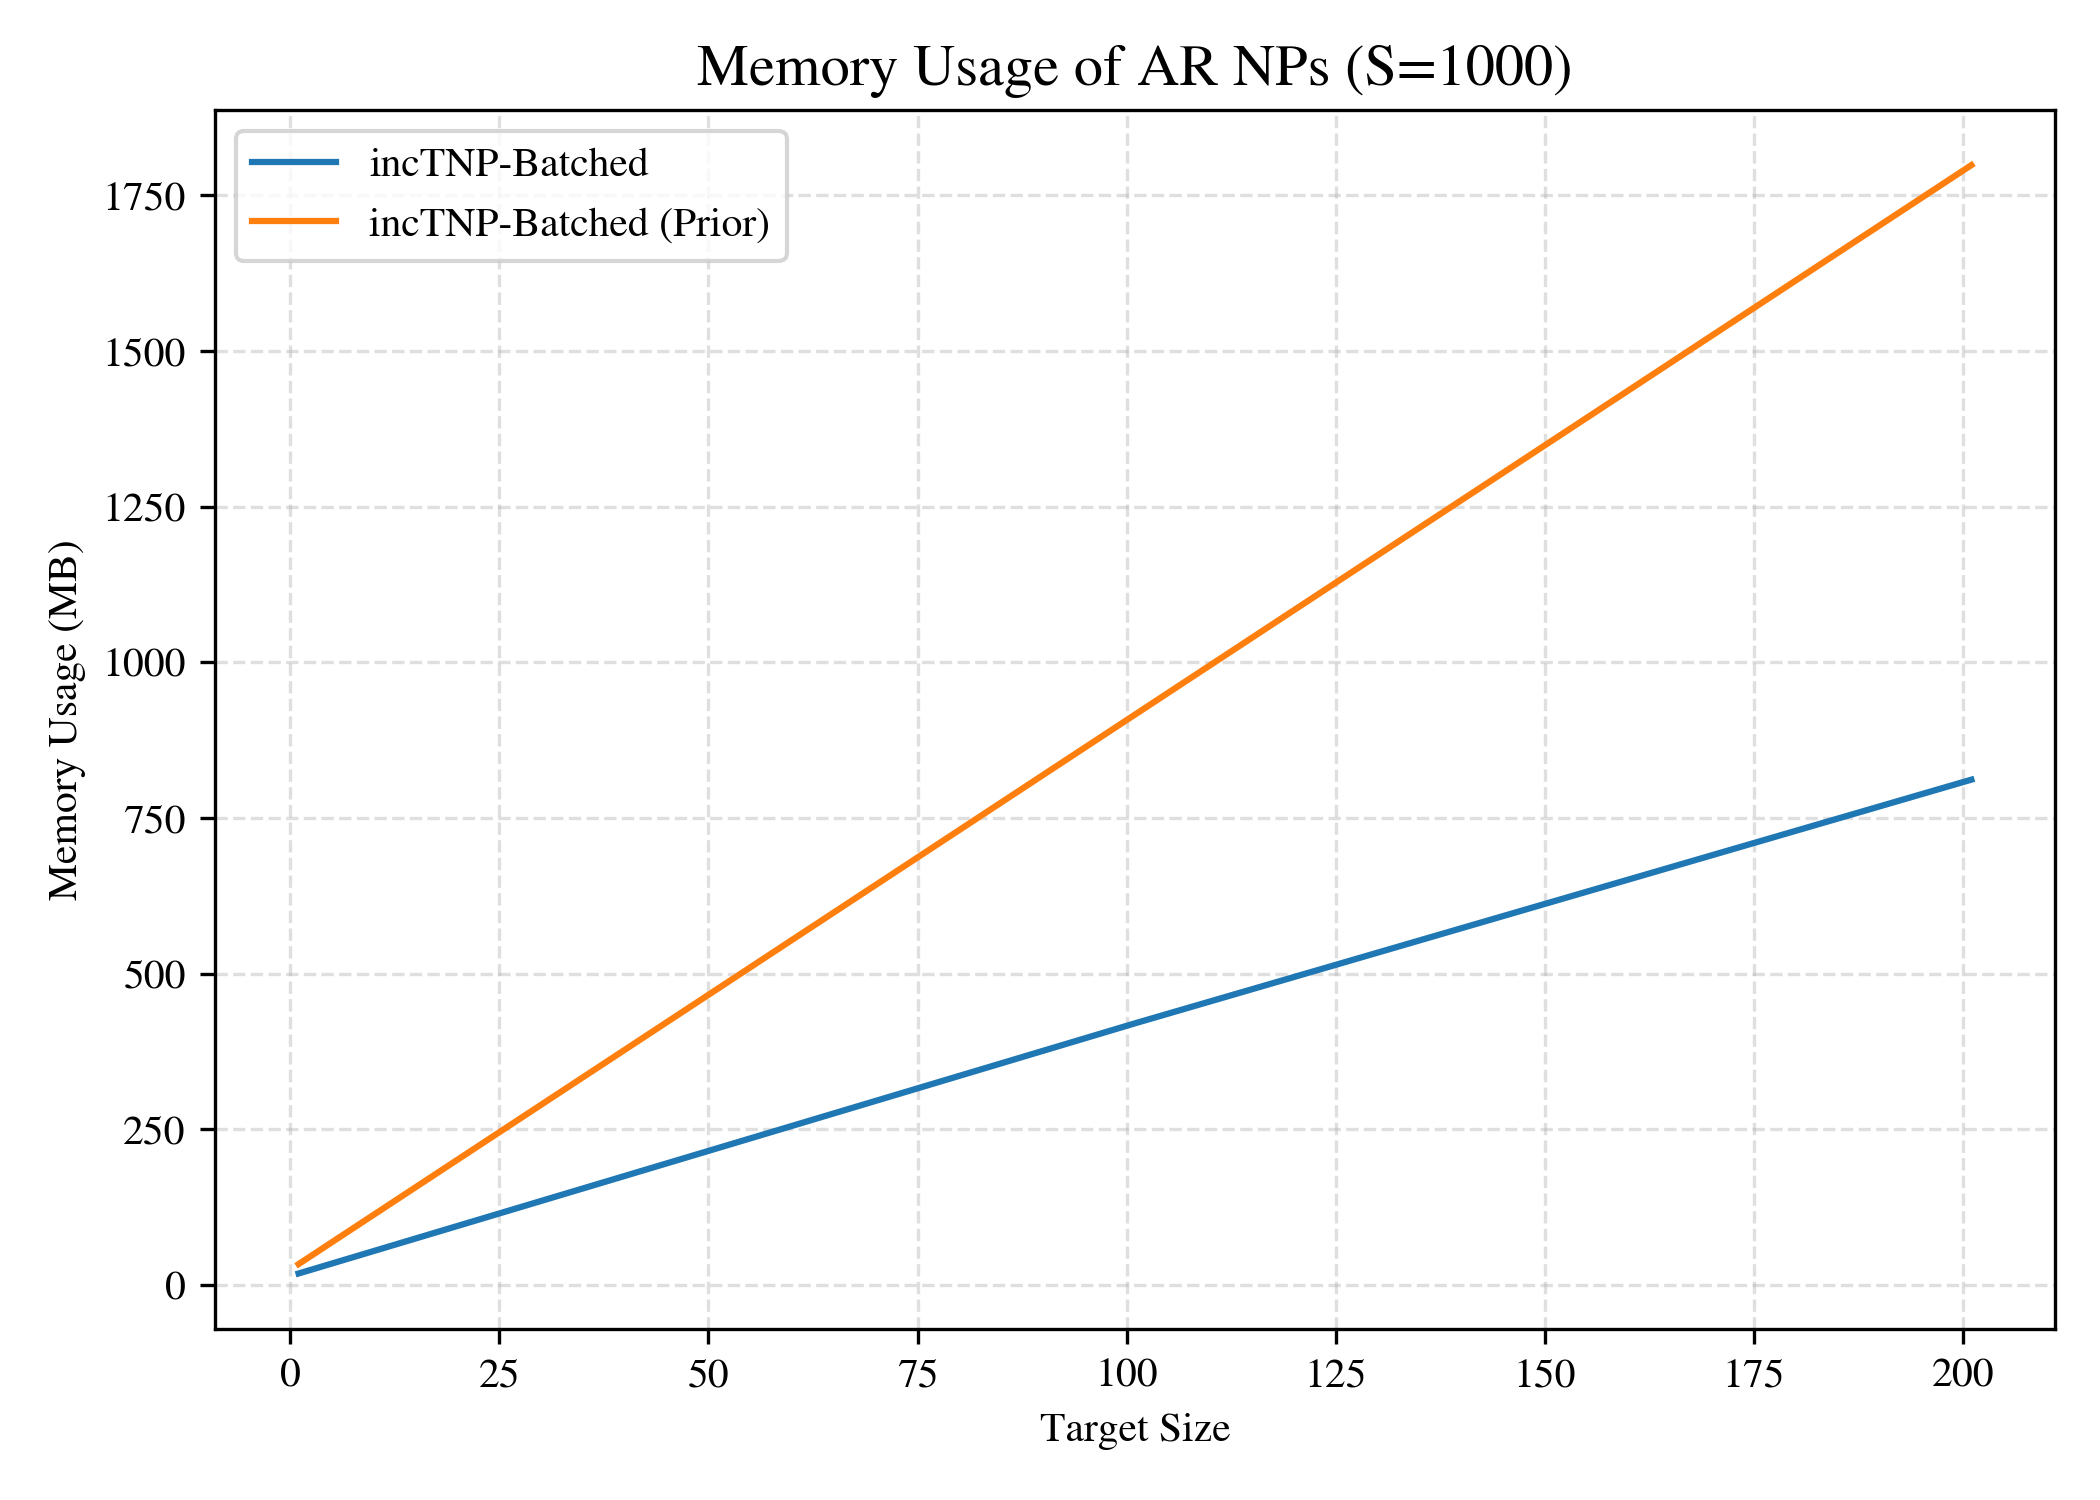 Memory Usage of AR NPs (S=1000)
incTNP-Batched
incTNP-Batched (Prior)
Memory Usage (MB)
1750
1500
1250
1000
750
500
250
0
0 25 50 75 100 125 150 175 200
Target Size